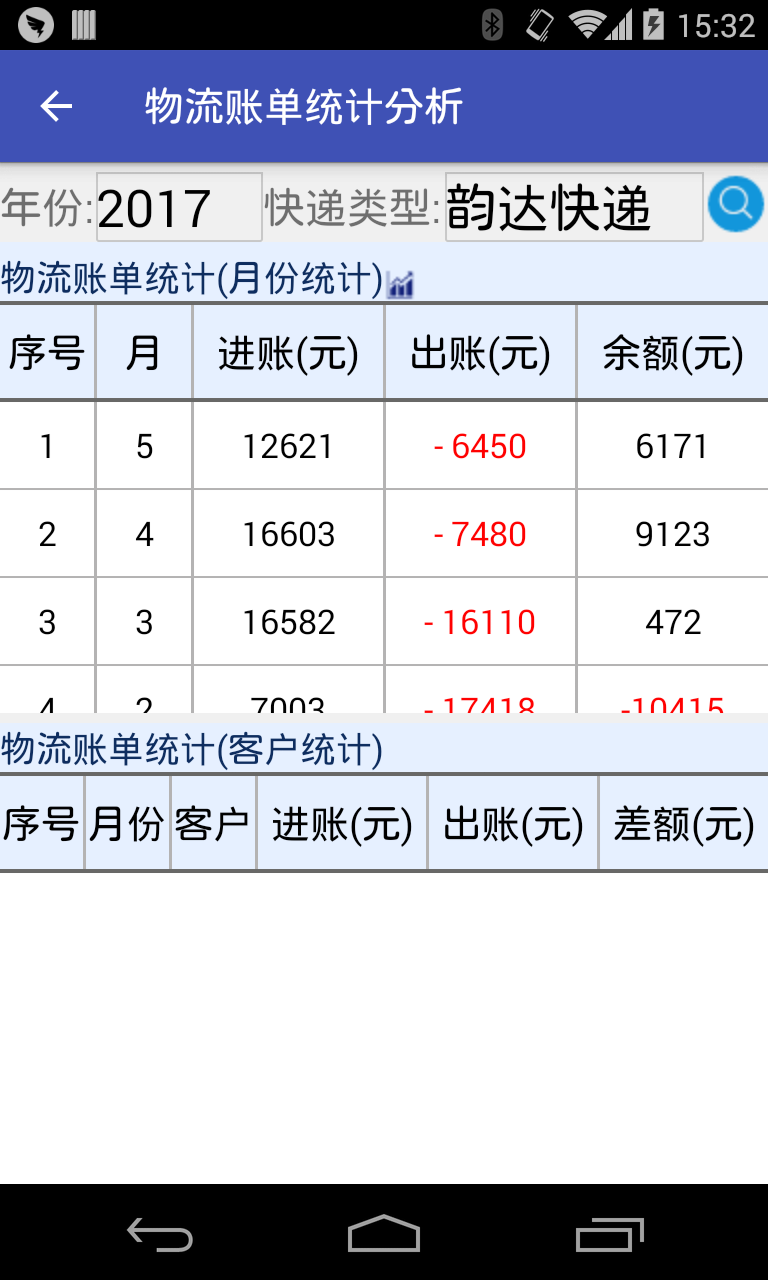 15:32
物流账单统计分析
年份:2017 快递类型:韵达快递
物流账单统计(月份统计)
序号 月 进账(元) 出账(元) 余额(元)
1 5 12621 - 6450 6171
2 4 16603 - 7480 9123
3 3 16582 - 16110 472
4 2 7003 - 17418 -10415
物流账单统计(客户统计)
序号 月份 客户 进账(元) 出账(元) 差额(元)